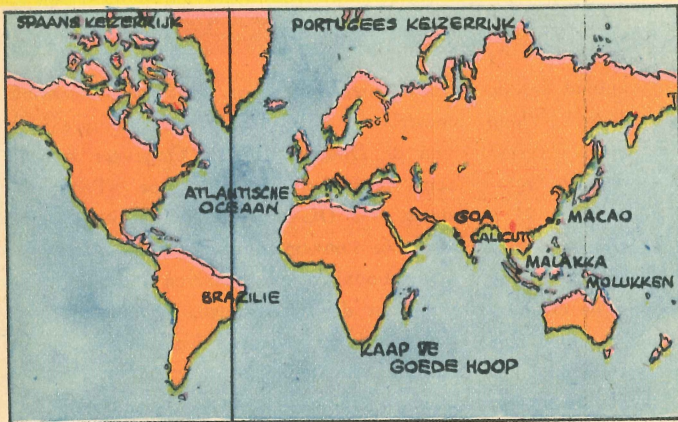 SPAANS KEIZERRIJK
PORTUGEES KEIZERRIJK
ATLANTISCHE
OCEAAN
GOA
MACAO
CALICUT
MALAKKA
MOLUKKEN
BRAZILIE
KAAP DE
GOEDE HOOP